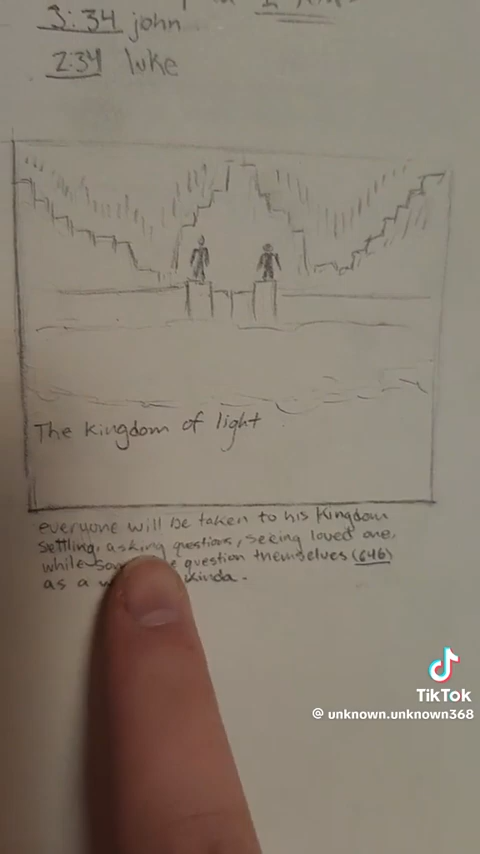 3:34 john
2:34 luke
The kingdom of light
everyone will be taken to his kingdom
settling, asking questions, seeing loved one,
while question themselves (646)
as a kinda.
TikTok
@ unknown.unknown368